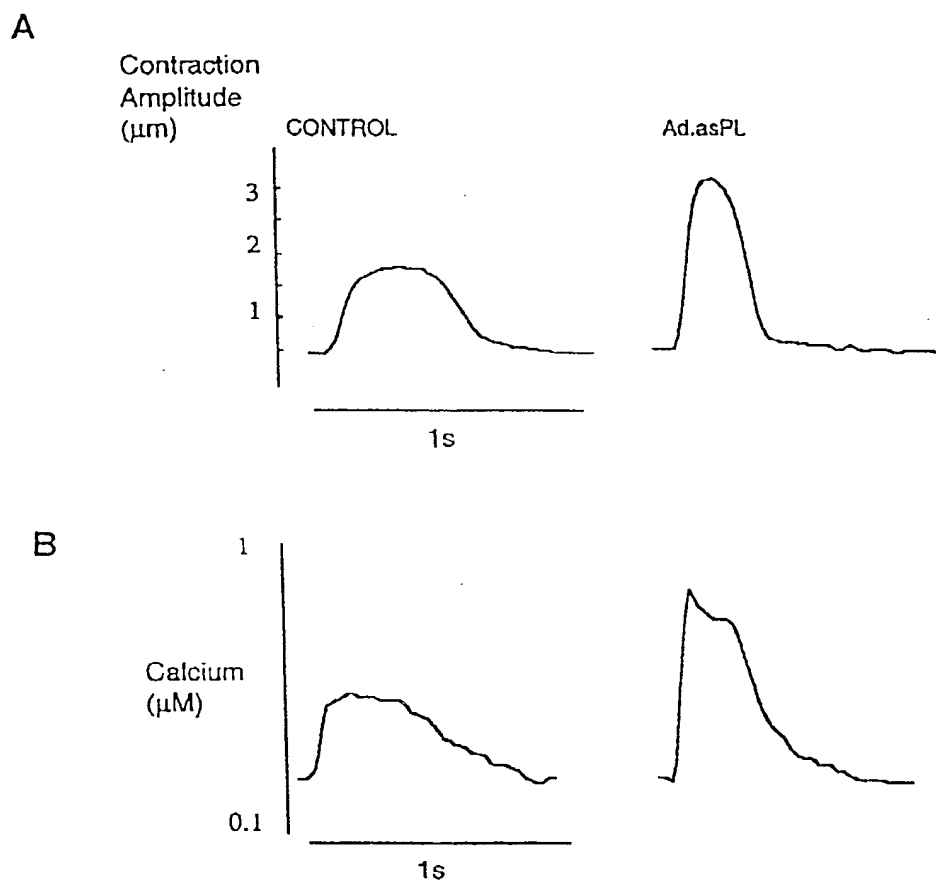 A
Contraction
Amplitude
(μm)
CONTROL
Ad.asPL
3
2
1
1s
B
1
Calcium
(μM)
0.1
1s